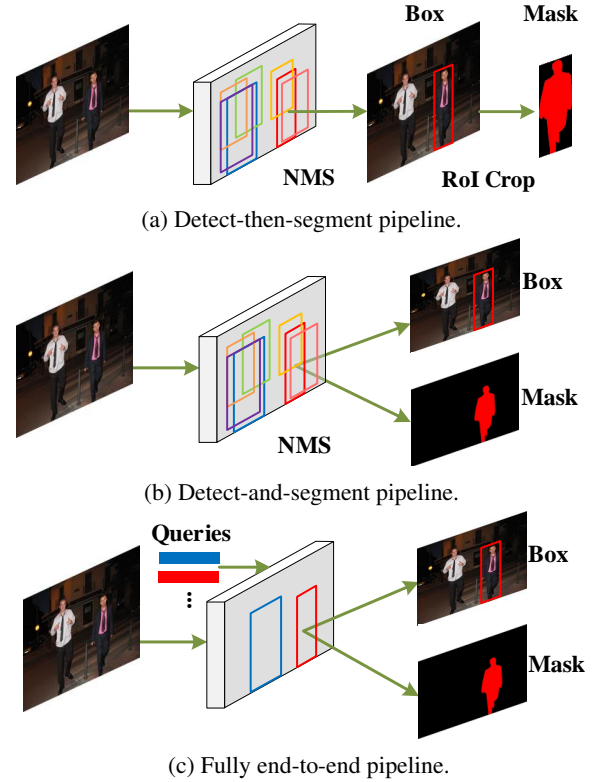 Box Mask
NMS RoI Crop
(a) Detect-then-segment pipeline.
Box
Mask
NMS
(b) Detect-and-segment pipeline.
Queries
...
Box
Mask
(c) Fully end-to-end pipeline.